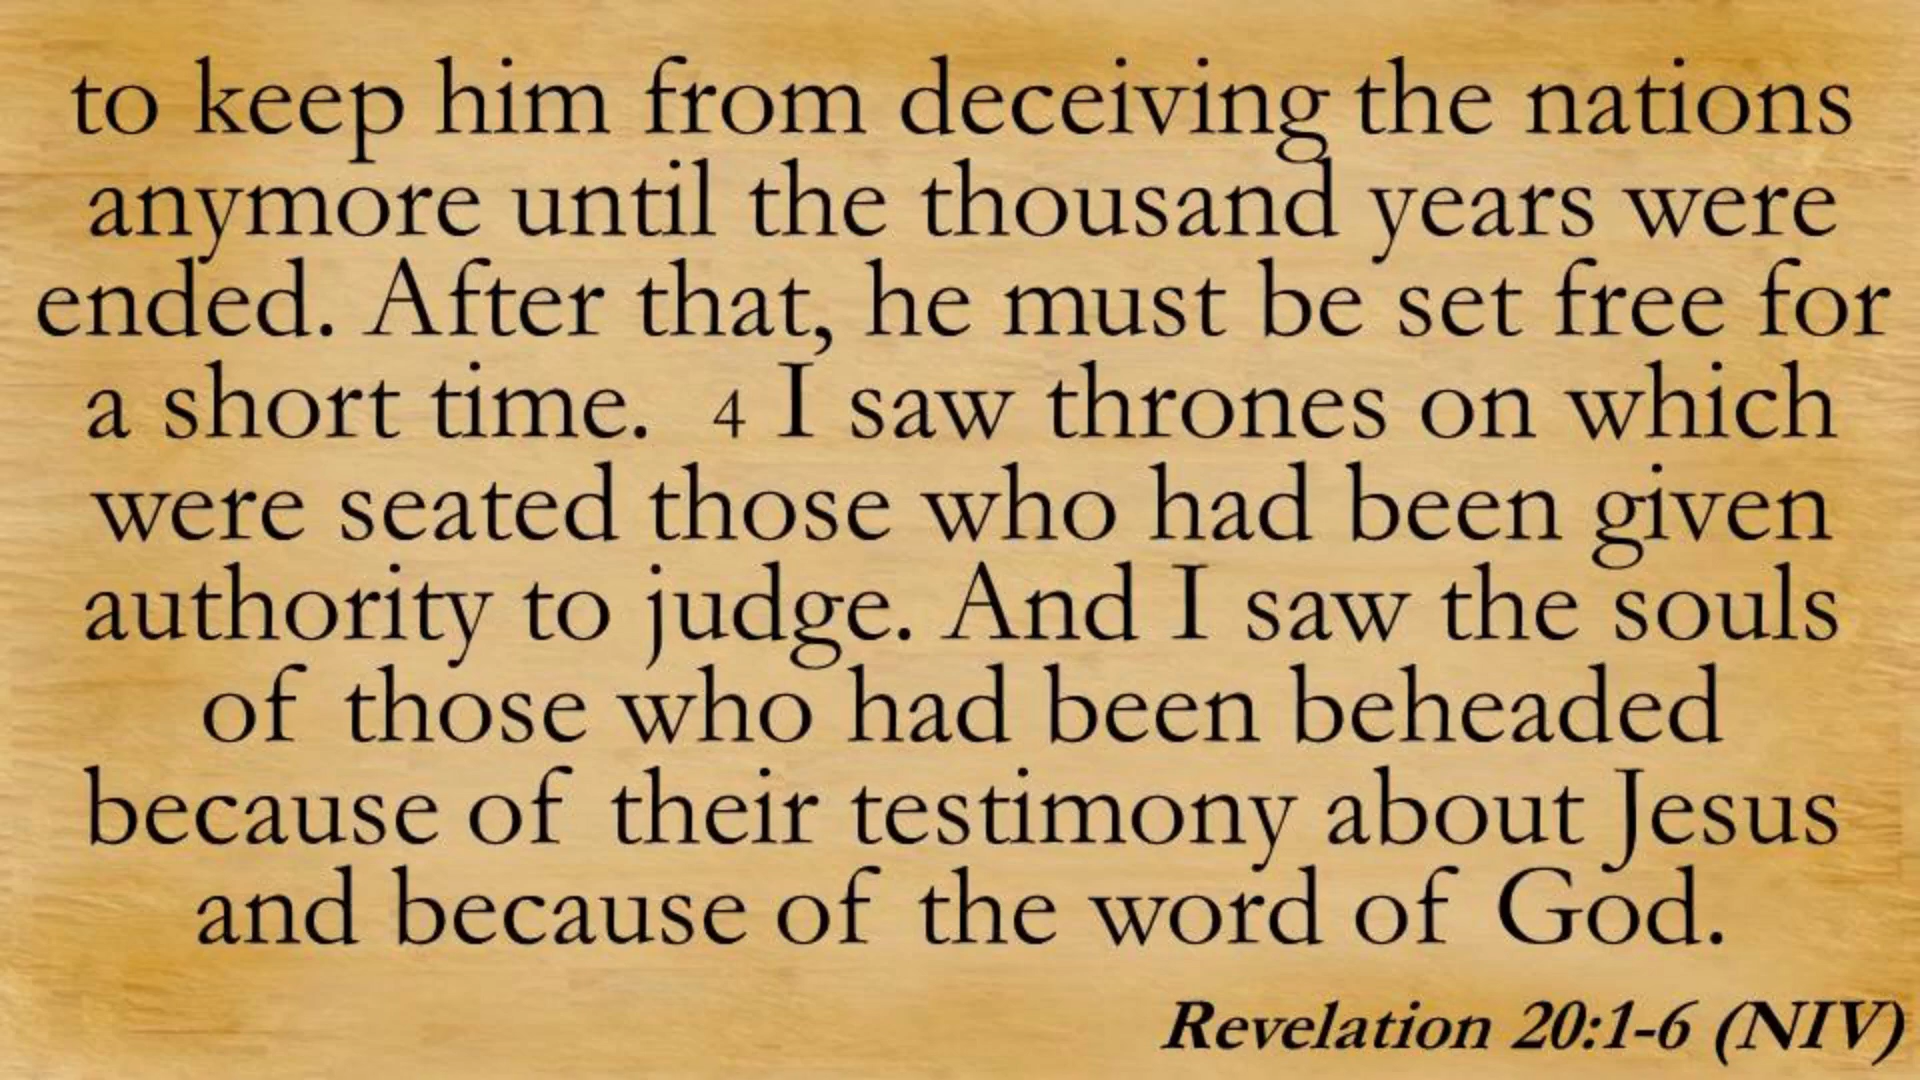 to keep him from deceiving the nations
anymore until the thousand years were
ended. After that, he must be set free for
a short time. 4 I saw thrones on which
were seated those who had been given
authority to judge. And I saw the souls
of those who had been beheaded
because of their testimony about Jesus
and because of the word of God.
Revelation 20:1-6 (NIV)